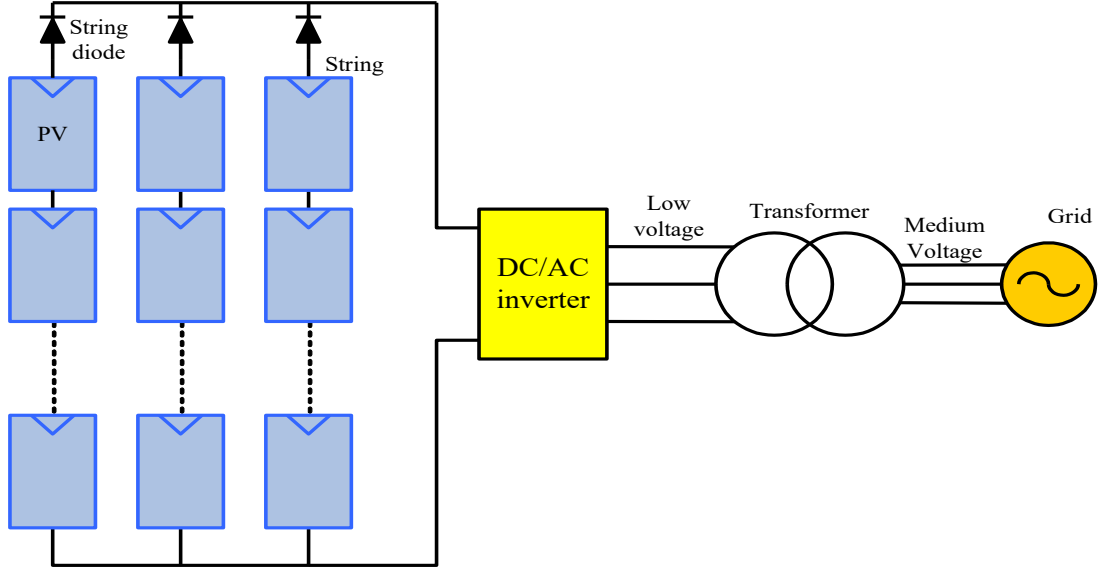 String
diode
String
PV
Low
voltage
Transformer
Medium
Voltage
Grid
DC/AC
inverter